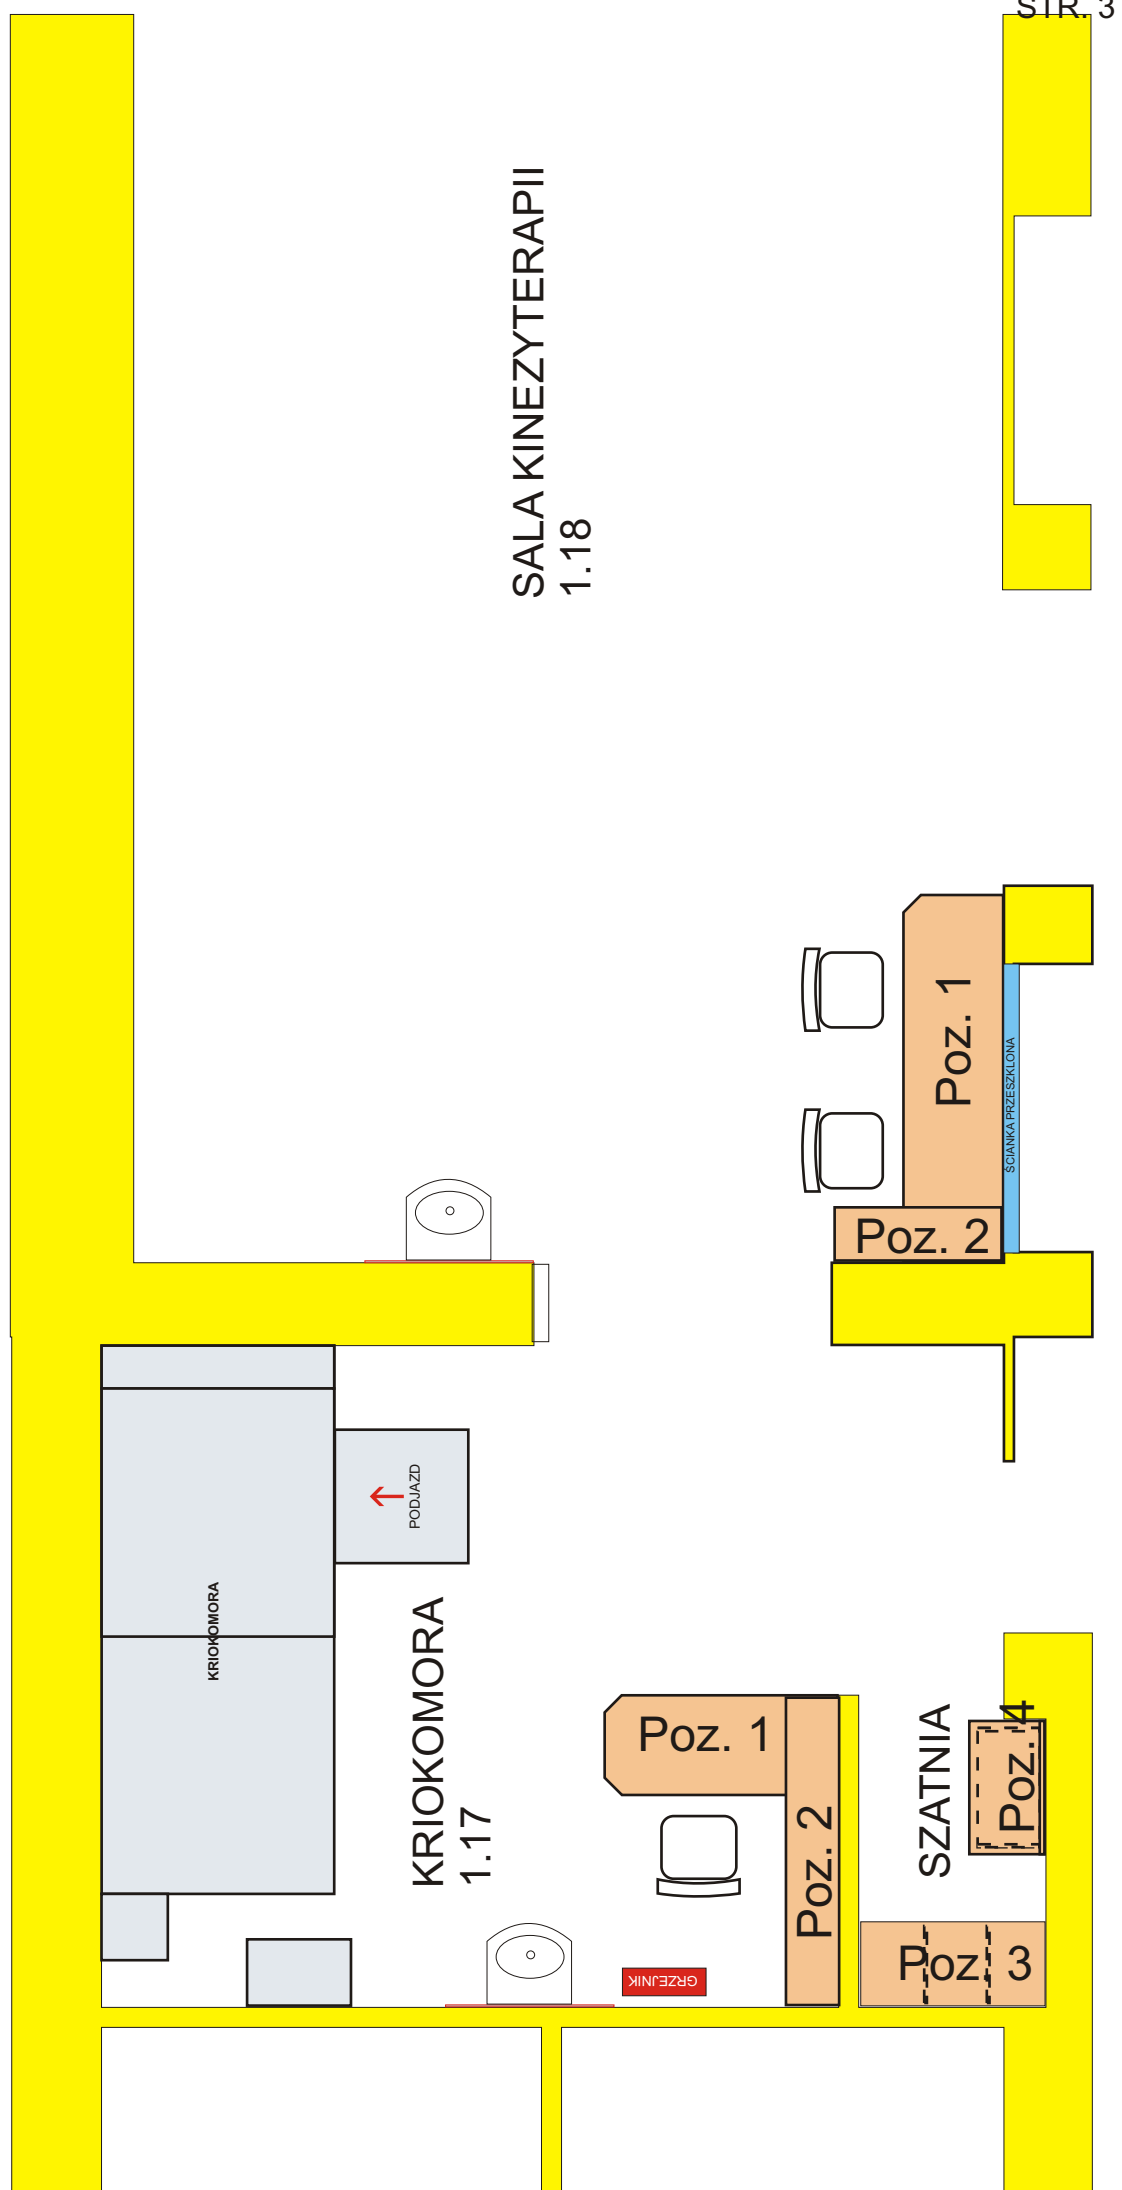 STR. 3
SALA KINEZYTERAPII
1.18
Poz. 1
ŚCIANKA PRZESZKLONA
Poz. 2
PODJAZD
KRIOKOMORA
KRIOKOMORA
1.17
Poz. 1
Poz. 2
SZATNIA
Poz. 4
Poz. 3
GRZEJNIK